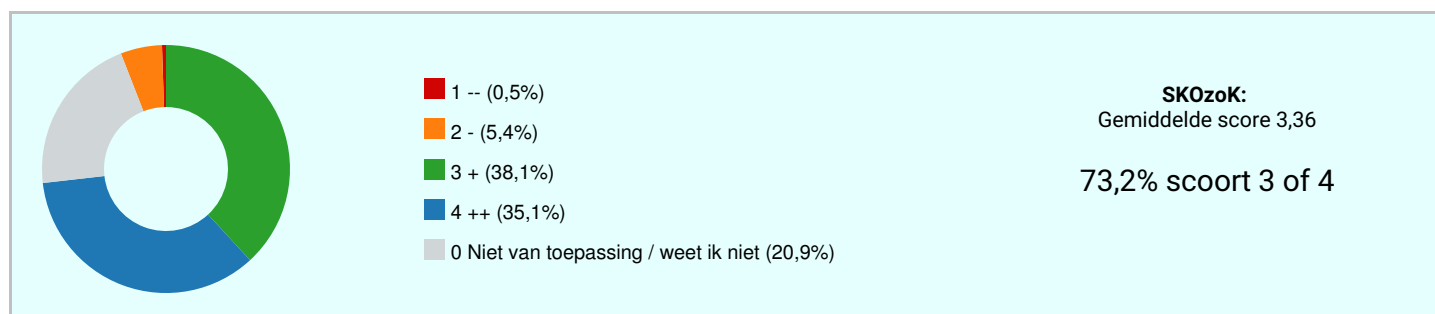 1 -- (0,5%)
2 - (5,4%)
3 + (38,1%)
4 ++ (35,1%)
0 Niet van toepassing / weet ik niet (20,9%)
SKOzoK:
Gemiddelde score 3,36
73,2% scoort 3 of 4